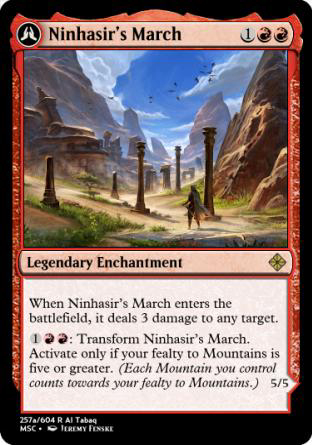 Ninhasir's March 1
Legendary Enchantment
When Ninhasir's March enters the
battlefield, it deals 3 damage to any target.
1 : Transform Ninhasir's March.
Activate only if your fealty to Mountains is
five or greater. (Each Mountain you control
counts towards your fealty to Mountains.)
5/5
257a/604 R Al Tabaq
MSC • Jeremy Fenske